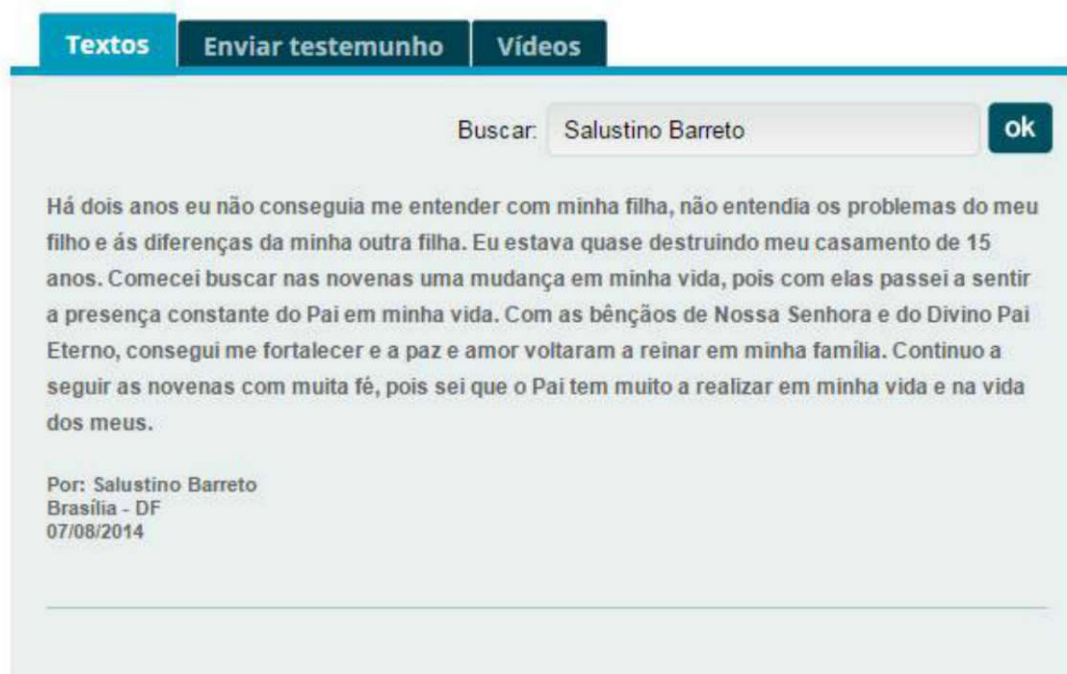 Textos Enviar testemunho Vídeos
Buscar: Salustino Barreto ok
Há dois anos eu não conseguia me entender com minha filha, não entendia os problemas do meu
filho e ás diferenças da minha outra filha. Eu estava quase destruindo meu casamento de 15
anos. Comecei buscar nas novenas uma mudança em minha vida, pois com elas passei a sentir
a presença constante do Pai em minha vida. Com as bênçãos de Nossa Senhora e do Divino Pai
Eterno, consegui me fortalecer e a paz e amor voltaram a reinar em minha família. Continuo a
seguir as novenas com muita fé, pois sei que o Pai tem muito a realizar em minha vida e na vida
dos meus.
Por: Salustino Barreto
Brasília - DF
07/08/2014